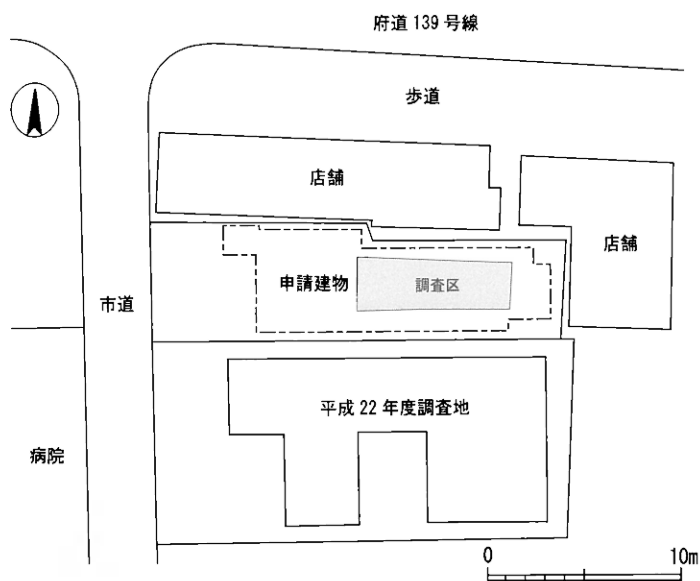 府道 139 号線
歩道
店舗
店舗
申請建物
調査区
市道
平成 22 年度調査地
病院
0 10m